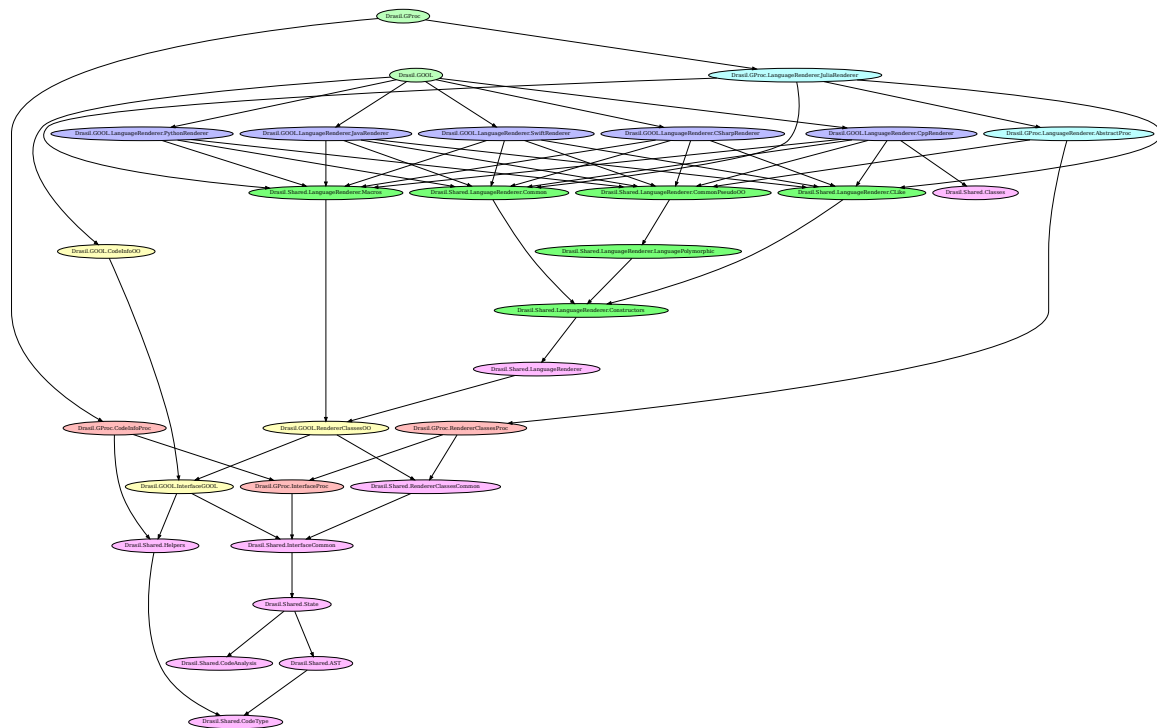 Drasil.GProc
Drasil.GOOL
Drasil.GProc.LanguageRenderer.JuliaRenderer
Drasil.GOOL.LanguageRenderer.PythonRenderer
Drasil.GOOL.LanguageRenderer.JavaRenderer
Drasil.GOOL.LanguageRenderer.SwiftRenderer
Drasil.GOOL.LanguageRenderer.CSharpRenderer
Drasil.GOOL.LanguageRenderer.CppRenderer
Drasil.GProc.LanguageRenderer.AbstractProc
Drasil.Shared.LanguageRenderer.Macros
Drasil.Shared.LanguageRenderer.Common
Drasil.Shared.LanguageRenderer.CommonPseudoOO
Drasil.Shared.LanguageRenderer.CLike
Drasil.Shared.Classes
Drasil.GOOL.CodeInfoOO
Drasil.Shared.LanguageRenderer.LanguagePolymorphic
Drasil.Shared.LanguageRenderer.Constructors
Drasil.Shared.LanguageRenderer
Drasil.GProc.CodeInfoProc
Drasil.GOOL.RendererClassesOO
Drasil.GProc.RendererClassesProc
Drasil.GOOL.InterfaceGOOL
Drasil.GProc.InterfaceProc
Drasil.Shared.RendererClassesCommon
Drasil.Shared.Helpers
Drasil.Shared.InterfaceCommon
Drasil.Shared.State
Drasil.Shared.CodeAnalysis
Drasil.Shared.AST
Drasil.Shared.CodeType